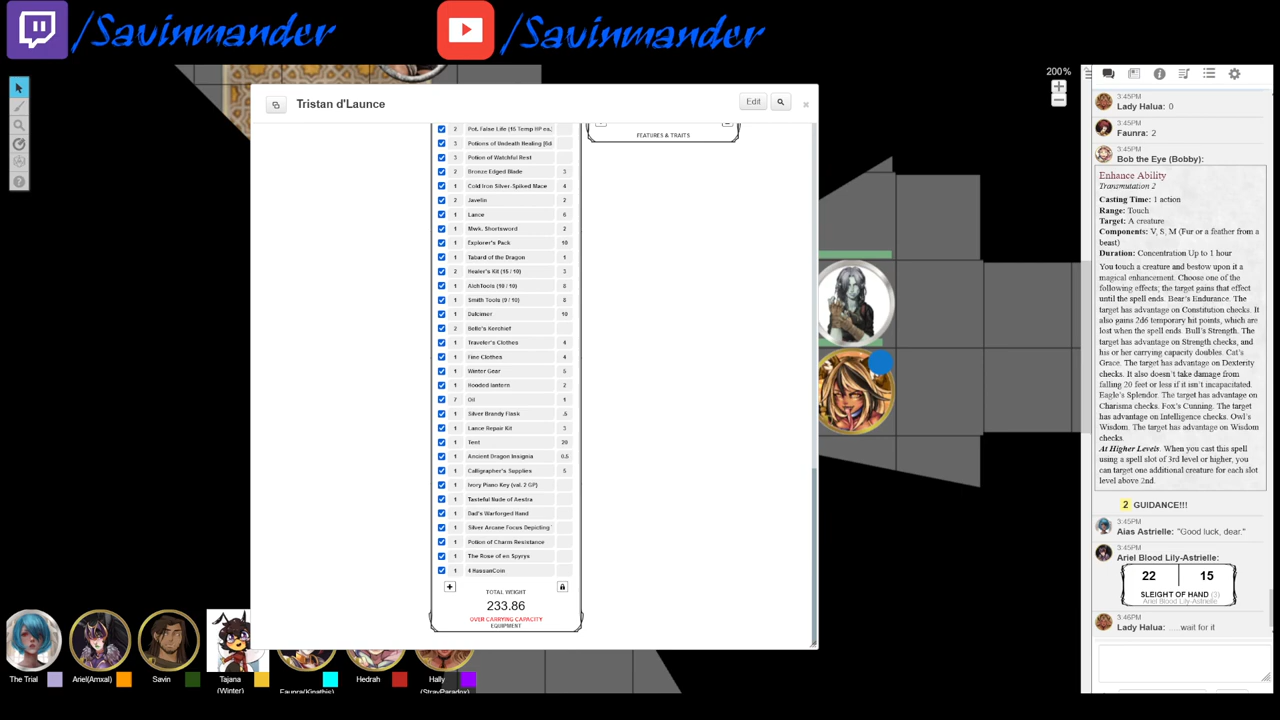 /Savinmander
/Savinmander
Tristan d'Launce
Edit
200%
2 Pot. False Life (15 Temp HP ea.)
3 Potions of Undeath Healing [6d
3 Potion of Watchful Rest
2 Bronze Edged Blade 3
1 Cold Iron Silver-Spiked Mace 4
2 Javelin 2
1 Lance 6
1 Mwk. Shortsword 2
1 Explorer's Pack 10
1 Tabard of the Dragon 1
2 Healer's Kit (15 / 10) 3
1 AlchTools (10 / 10) 8
1 Smith Tools (9 / 10) 8
1 Dulcimer 10
2 Belle's Kerchief
1 Traveler's Clothes 4
1 Fine Clothes 4
1 Winter Gear 5
1 Hooded lantern 2
7 Oil 1
1 Silver Brandy Flask .5
1 Lance Repair Kit 3
1 Tent 20
1 Ancient Dragon Insignia 0.5
1 Calligrapher's Supplies 5
1 Ivory Piano Key (val. 2 GP)
1 Tasteful Nude of Aestra
1 Dad's Warforged Hand
1 Silver Arcane Focus Depicting
1 Potion of Charm Resistance
1 The Rose of en Spyrys
1 4 HassanCoin
TOTAL WEIGHT
233.86
OVER CARRYING CAPACITY
EQUIPMENT
FEATURES & TRAITS
3:45PM
Lady Halua: 0
3:45PM
Faunra: 2
3:45PM
Bob the Eye (Bobby):
Enhance Ability
Transmutation 2
Casting Time: 1 action
Range: Touch
Target: A creature
Components: V, S, M (Fur or a feather from a
beast)
Duration: Concentration Up to 1 hour
You touch a creature and bestow upon it a
magical enhancement. Choose one of the
following effects; the target gains that effect
until the spell ends. Bear's Endurance. The
target has advantage on Constitution checks. It
also gains 2d6 temporary hit points, which are
lost when the spell ends. Bull's Strength. The
target has advantage on Strength checks, and
his or her carrying capacity doubles. Cat's
Grace. The target has advantage on Dexterity
checks. It also doesn't take damage from
falling 20 feet or less if it isn't incapacitated.
Eagle's Splendor. The target has advantage on
Charisma checks. Fox's Cunning. The target
has advantage on Intelligence checks. Owl's
Wisdom. The target has advantage on Wisdom
checks.
At Higher Levels. When you cast this spell
using a spell slot of 3rd level or higher, you
can target one additional creature for each slot
level above 2nd.
2 GUIDANCE!!!
3:45PM
Aias Astrielle: "Good luck, dear."
3:45PM
Ariel Blood Lily-Astrielle:
22 15
SLEIGHT OF HAND (3)
Ariel Blood Lily-Astrielle
3:46PM
Lady Halua: .....wait for it
The Trial
Ariel(Amxal)
Savin
Tajana
(Winter)
Faunra(Kinathis)
Hedrah
Hally
(StrayParadox)